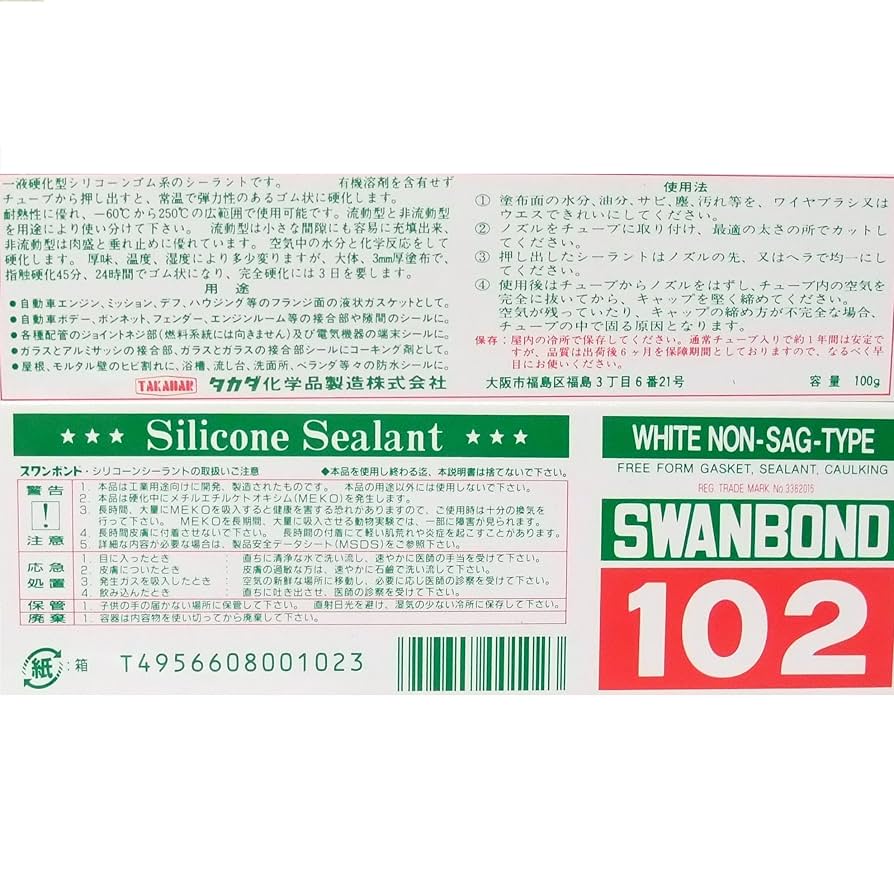 一液硬化型シリコーンゴム系のシーラントです。 有機溶剤を含有せず
チューブから押し出すと、常温で弾力性のあるゴム状に硬化します。
耐熱性に優れ、−60℃から250℃の広範囲で使用可能です。流動型と非流動型
を用途により使い分けて下さい。 流動型は小さな間隙にも容易に充填出来、
非流動型は肉盛と垂れ止めに優れています。 空気中の水分と化学反応をして
硬化します。 厚味、温度、湿度により多少変りますが、大体、3mm厚塗布で、
指触硬化45分、24時間でゴム状になり、完全硬化には3日を要します。
用 途
●自動車エンジン、ミッション、デフ、ハウジング等のフランジ面の液状ガスケットとして。
●自動車ボデー、ボンネット、フェンダー、エンジンルーム等の接合部や隙間のシールに。
●各種配管のジョイントネジ部(燃料系統には向きません)及び電気機器の端末シールに。
●ガラスとアルミサッシの接合部、ガラスとガラスの接合部シールにコーキング剤として。
●屋根、モルタル壁のヒビ割れに、浴槽、流し台、洗面所、ベランダ等々の防水シールに。
TAKAHAR タカダ化学品製造株式会社
使用法
① 塗布面の水分、油分、サビ、塵、汚れ等を、ワイヤブラシ又は
ウエスできれいにしてください。
② ノズルをチューブに取り付け、最適の太さの所でカットし
てください。
③ 押し出したシーラントはノズルの先、又はヘラで均一にし
てください。
④ 使用後はチューブからノズルをはずし、チューブ内の空気を
完全に抜いてから、キャップを堅く締めてください。
空気が残っていたり、キャップの締め方が不完全な場合、
チューブの中で固る原因となります。
保存:屋内の冷所で保存してください。通常チューブ入りで約1年間は安定で
すが、品質は出荷後6ヶ月を保障期間としておりますので、なるべく早
目にお使いください。
大阪市福島区福島3丁目6番21号 容量 100g
★★★ Silicone Sealant ★★★
スワンボンド・シリコーンシーラントの取扱いご注意 ◆本品を使用し終わる迄、本説明書は捨てないで下さい。
警告
!
注意
1. 本品は工業用途向けに開発、製造されたものです。 本品の用途以外には使用しないで下さい。
2. 本品は硬化中にメチルエチルケトオキシム(MEKO)を発生します。
3. 長時間、大量にMEKOを吸入すると健康を害する恐れがありますので、ご使用時は十分の換気を
行って下さい。 MEKOを長期間、大量に吸入させる動物実験では、一部に障害が見られます。
4. 長時間皮膚に付着させないで下さい。 長時間の付着にて軽い肌荒れや炎症を起こすことがあります。
5. 詳細な内容が必要な場合は、製品安全データシート(MSDS)をご参照下さい。
応急
処置
1. 目に入ったとき : 直ちに清浄な水で洗い流し、速やかに医師の手当を受けて下さい。
2. 皮膚についたとき : 皮膚の過敏な方は、速やかに石鹸で洗い流して下さい。
3. 発生ガスを吸入したとき : 空気の新鮮な場所に移動し、必要に応じ医師の診察を受けて下さい。
4. 飲み込んだとき : 直ちに吐き出させ、医師の診察を受けて下さい。
保管 1. 子供の手の届かない場所に保管して下さい。 直射日光を避け、湿気の少ない冷所に保存して下さい。
廃棄 1. 容器は内容物を使い切ってから廃棄して下さい。
紙 :箱 T4956608001023
WHITE NON-SAG-TYPE
FREE FORM GASKET, SEALANT, CAULKING
REG. TRADE MARK No.3362015
SWANBOND
102